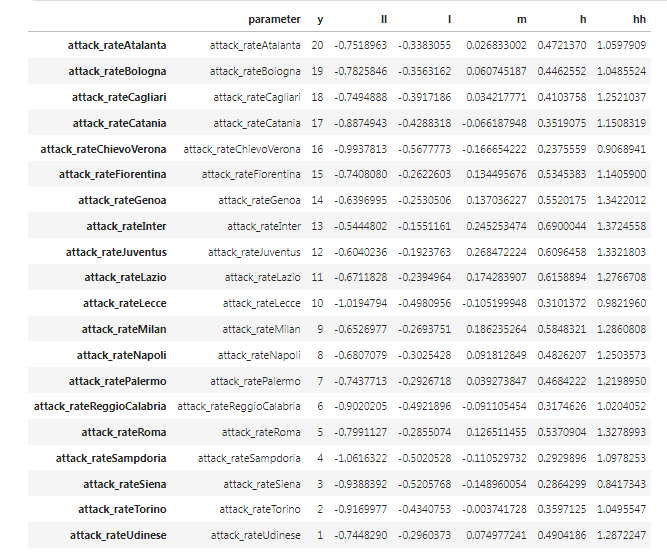 parameter y ll l m h hh
attack_rateAtalanta attack_rateAtalanta 20 -0.7518963 -0.3383055 0.026833002 0.4721370 1.0597909
attack_rateBologna attack_rateBologna 19 -0.7825846 -0.3563162 0.060745187 0.4462552 1.0485524
attack_rateCagliari attack_rateCagliari 18 -0.7494888 -0.3917186 0.034217771 0.4103758 1.2521037
attack_rateCatania attack_rateCatania 17 -0.8874943 -0.4288318 -0.066187948 0.3519075 1.1508319
attack_rateChievoVerona attack_rateChievoVerona 16 -0.9937813 -0.5677773 -0.166654222 0.2375559 0.9068941
attack_rateFiorentina attack_rateFiorentina 15 -0.7408080 -0.2622603 0.134495676 0.5345383 1.1405900
attack_rateGenoa attack_rateGenoa 14 -0.6396995 -0.2530506 0.137036227 0.5520175 1.3422012
attack_rateInter attack_rateInter 13 -0.5444802 -0.1551161 0.245253474 0.6900044 1.3724558
attack_rateJuventus attack_rateJuventus 12 -0.6040236 -0.1923763 0.268472224 0.6096458 1.3321803
attack_rateLazio attack_rateLazio 11 -0.6711828 -0.2394964 0.174283907 0.6158894 1.2766708
attack_rateLecce attack_rateLecce 10 -1.0194794 -0.4980956 -0.105199948 0.3101372 0.9821960
attack_rateMilan attack_rateMilan 9 -0.6526977 -0.2693751 0.186235264 0.5848321 1.2860808
attack_rateNapoli attack_rateNapoli 8 -0.6807079 -0.3025428 0.091812849 0.4826207 1.2503573
attack_ratePalermo attack_ratePalermo 7 -0.7437713 -0.2926718 0.039273847 0.4684222 1.2198950
attack_rateReggioCalabria attack_rateReggioCalabria 6 -0.9020205 -0.4921896 -0.091105454 0.3174626 1.0204052
attack_rateRoma attack_rateRoma 5 -0.7991127 -0.2855074 0.126511455 0.5370904 1.3278993
attack_rateSampdoria attack_rateSampdoria 4 -1.0616322 -0.5020528 -0.110529732 0.2929896 1.0978253
attack_rateSiena attack_rateSiena 3 -0.9388392 -0.5205768 -0.148960054 0.2864299 0.8417343
attack_rateTorino attack_rateTorino 2 -0.9169977 -0.4340753 -0.003741728 0.3597125 1.0495547
attack_rateUdinese attack_rateUdinese 1 -0.7448290 -0.2960373 0.074977241 0.4904186 1.2872247